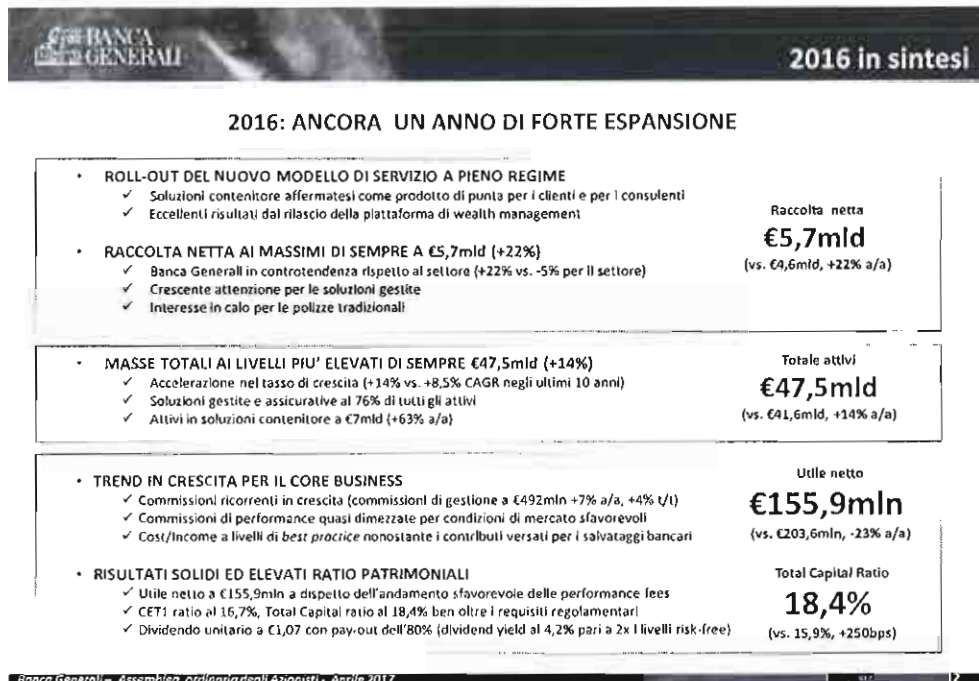 BANCA
GENERALI
2016 in sintesi
2016: ANCORA UN ANNO DI FORTE ESPANSIONE
• ROLL-OUT DEL NUOVO MODELLO DI SERVIZIO A PIENO REGIME
✓ Soluzioni contenitore affermatesi come prodotto di punta per i clienti e per i consulenti
✓ Eccellenti risultati dal rilascio della plattaforma di wealth management
• RACCOLTA NETTA AI MASSIMI DI SEMPRE A €5,7mld (+22%)
✓ Banca Generali in controtendenza rispetto al settore (+22% vs. -5% per il settore)
✓ Crescente attenzione per le soluzioni gestite
✓ Interesse in calo per le polizze tradizionali
Raccolta netta
€5,7mld
(vs. €4,6mld, +22% a/a)
• MASSE TOTALI AI LIVELLI PIU' ELEVATI DI SEMPRE €47,5mld (+14%)
✓ Accelerazione nel tasso di crescita (+14% vs. +8,5% CAGR negli ultimi 10 anni)
✓ Soluzioni gestite e assicurative al 76% di tutti gli attivi
✓ Attivi in soluzioni contenitore a €7mld (+63% a/a)
Totale attivi
€47,5mld
(vs. €41,6mld, +14% a/a)
• TREND IN CRESCITA PER IL CORE BUSINESS
✓ Commissioni ricorrenti in crescita (commissioni di gestione a €492mln +7% a/a, +4% t/t)
✓ Commissioni di performance quasi dimezzate per condizioni di mercato sfavorevoli
✓ Cost/Income a livelli di best practice nonostante i contributi versati per i salvataggi bancari
Utile netto
€155,9mln
(vs. €203,6mln, -23% a/a)
• RISULTATI SOLIDI ED ELEVATI RATIO PATRIMONIALI
✓ Utile netto a €155,9mln a dispetto dell'andamento sfavorevole delle performance fees
✓ CET1 ratio al 16,7%, Total Capital ratio al 18,4% ben oltre i requisiti regolamentari
✓ Dividendo unitario a €1,07 con pay-out dell'80% (dividend yield al 4,2% pari a 2x i livelli risk-free)
Total Capital Ratio
18,4%
(vs. 15,9%, +250bps)
Banca Generali – Assemblea ordinaria degli Azionisti - Aprile 2017
2